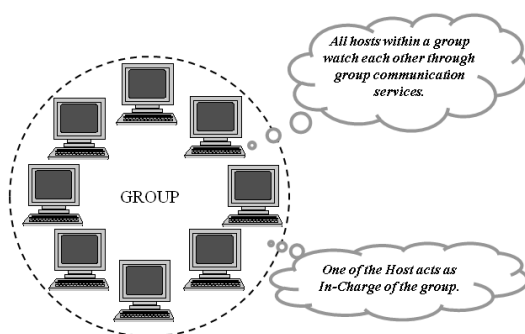 All hosts within a group
watch each other through
group communication
services.
GROUP
One of the Host acts as
In-Charge of the group.